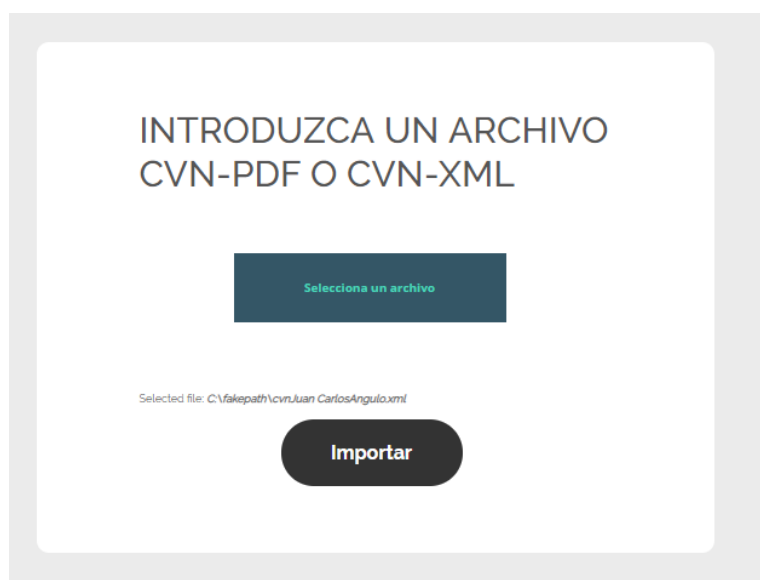 INTRODUZCA UN ARCHIVO
CVN-PDF O CVN-XML
Selecciona un archivo
Selected file: C:\fakepath\cvnJuan CarlosAngulo.xml
Importar